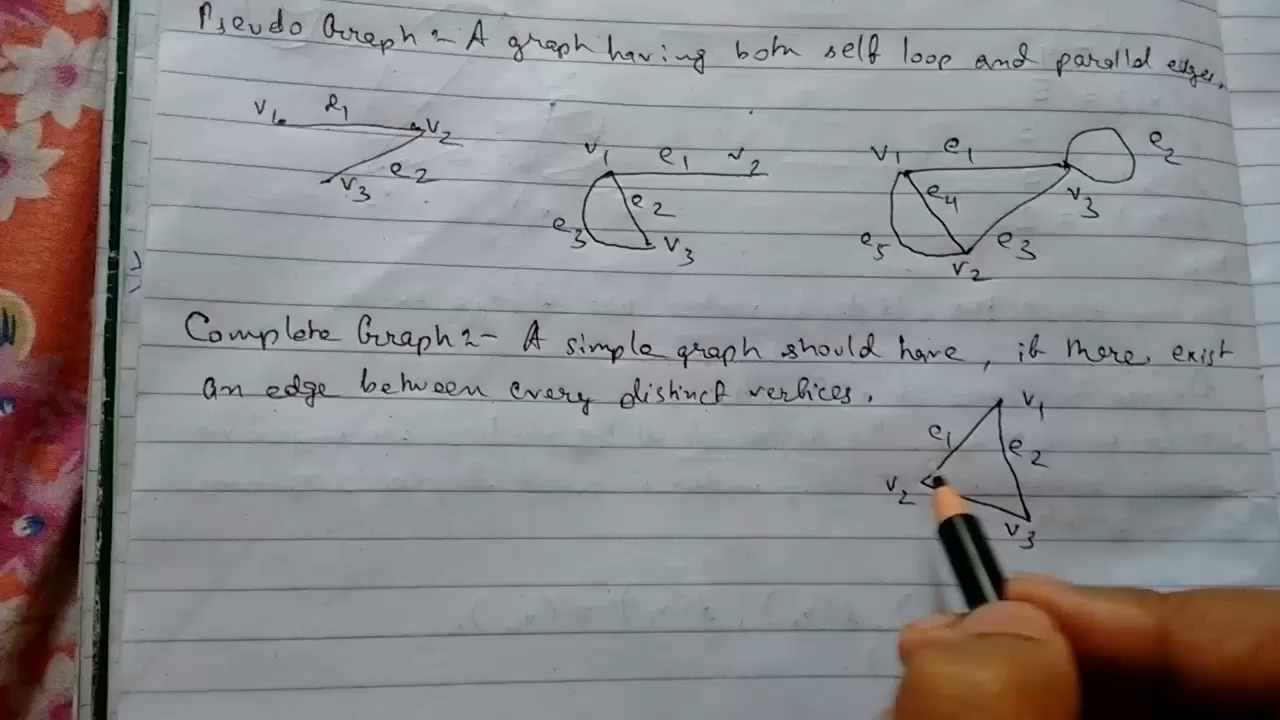 Pseudo Graph :- A graph having both self loop and parallel edges.
v1 e1 v2
v3 e2
v1 e1 v2
e2
e3 v3
v1 e1 e2
e4 v3
e5 e3
v2
Complete Graph :- A simple graph should have, if there exist
an edge between every distinct vertices.
v1
e1 e2
v2
v3